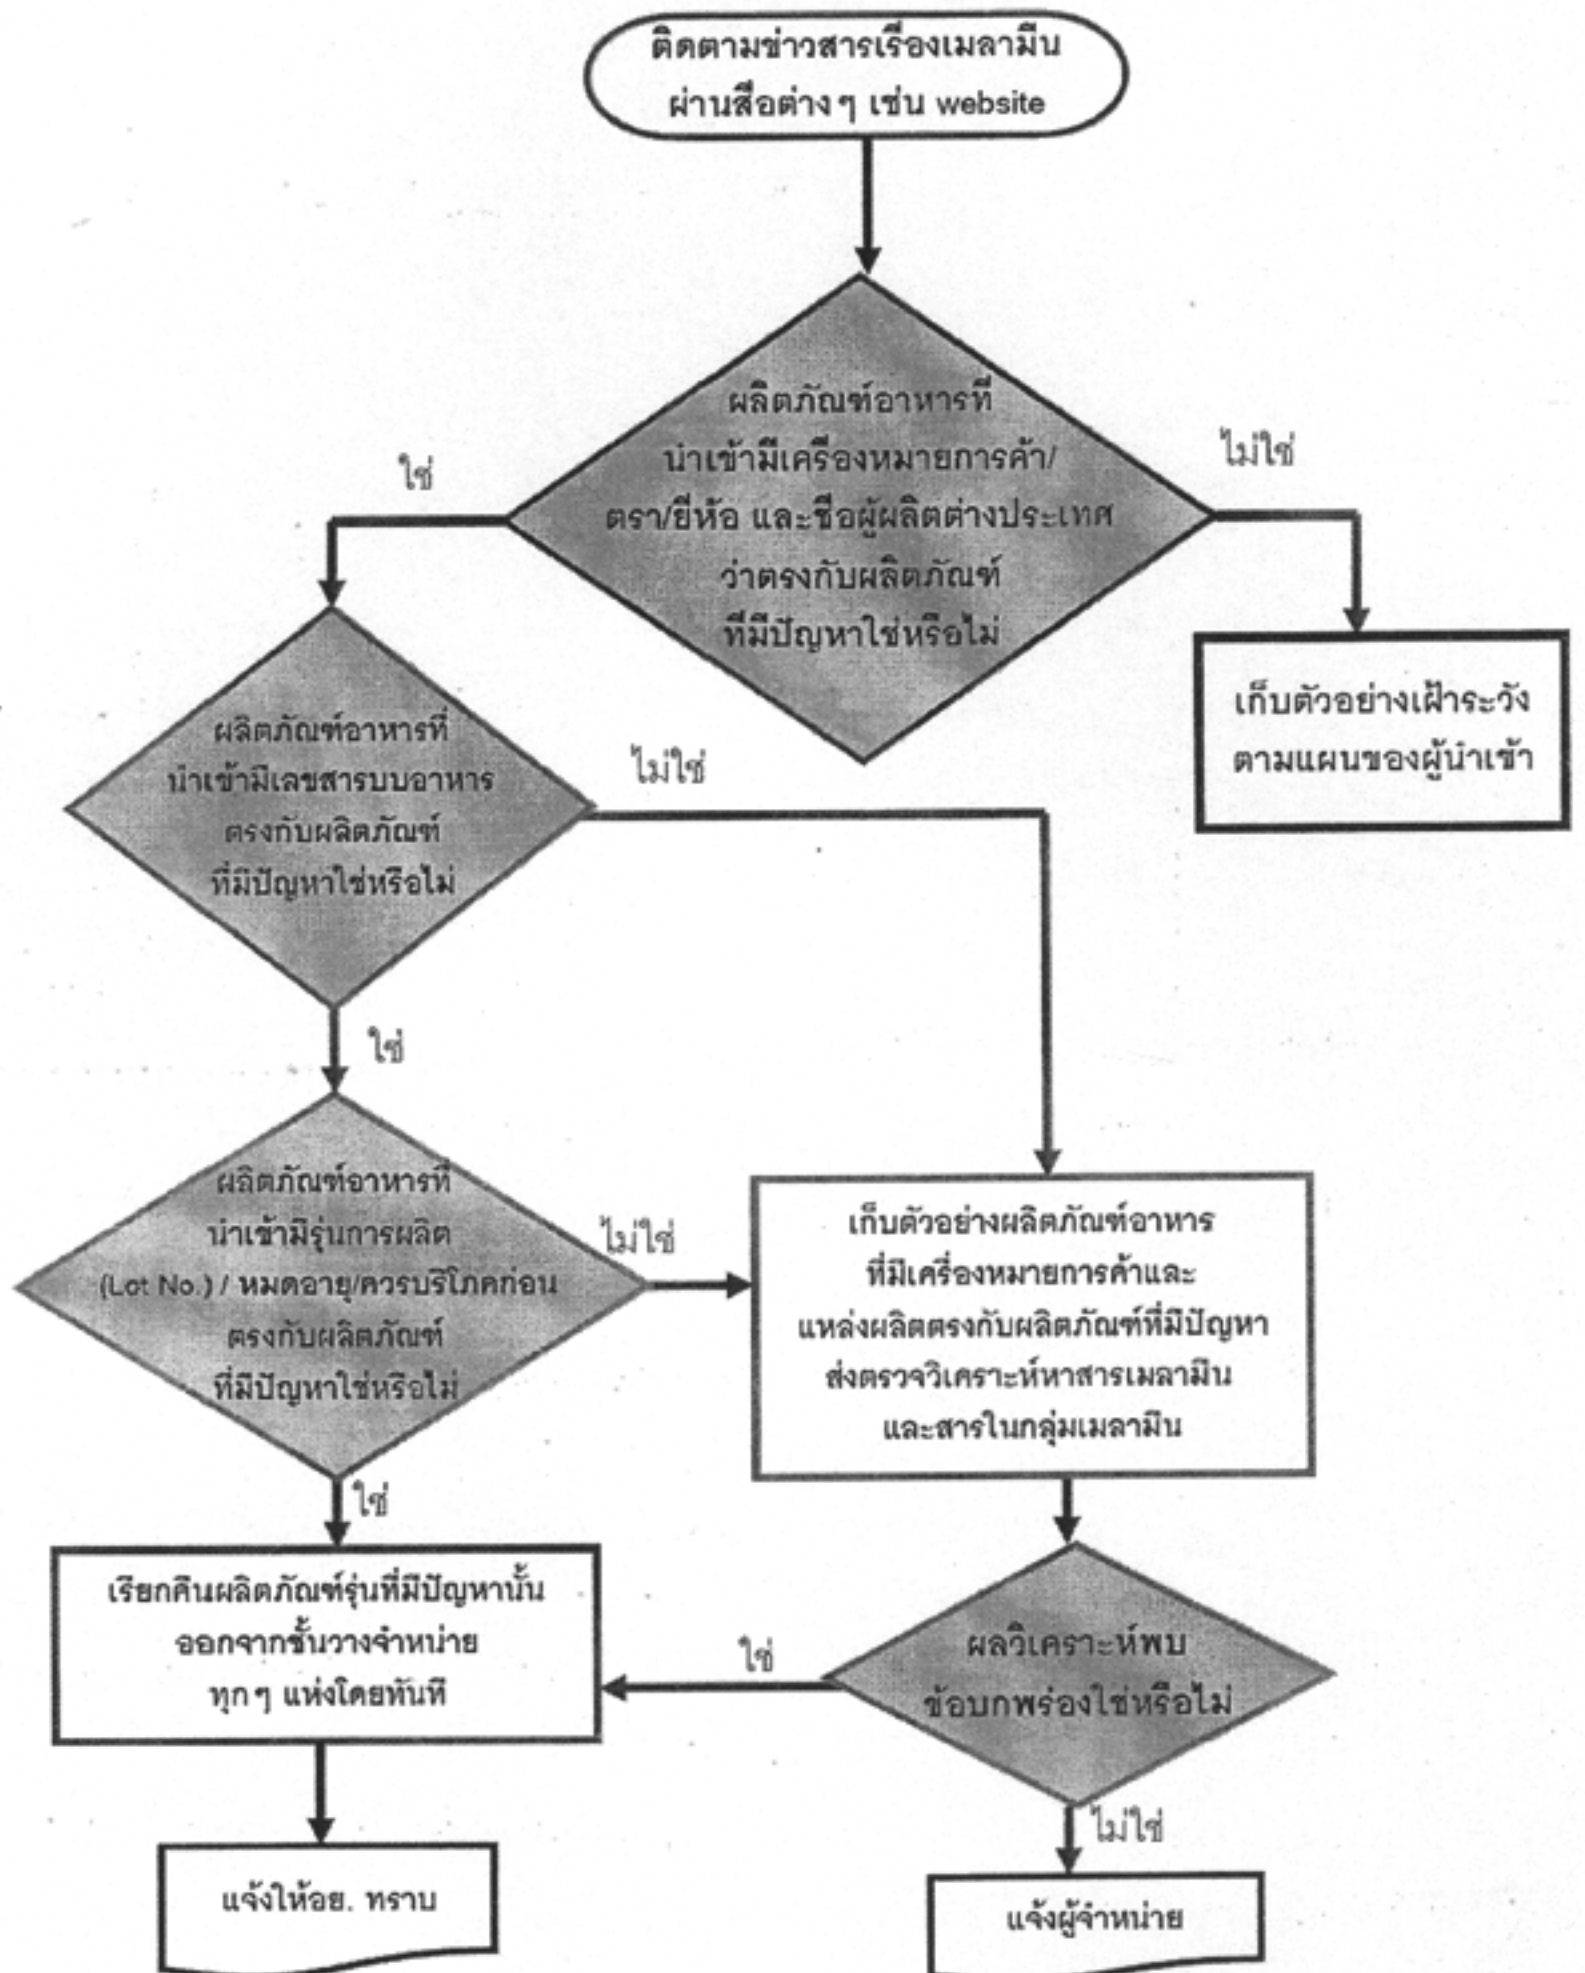 ติดตามข่าวสารเรื่องเมลามีน
ผ่านสื่อต่างๆ เช่น website
ผลิตภัณฑ์อาหารที่
นำเข้ามีเครื่องหมายการค้า/
ตรา/ยี่ห้อ และชื่อผู้ผลิตต่างประเทศ
ว่าตรงกับผลิตภัณฑ์
ที่มีปัญหาใช่หรือไม่
ใช่
ไม่ใช่
เก็บตัวอย่างเฝ้าระวัง
ตามแผนของผู้นำเข้า
ผลิตภัณฑ์อาหารที่
นำเข้ามีเลขสารบบอาหาร
ตรงกับผลิตภัณฑ์
ที่มีปัญหาใช่หรือไม่
ไม่ใช่
ใช่
ผลิตภัณฑ์อาหารที่
นำเข้ามีรุ่นการผลิต
(Lot No.) / หมดอายุ/ควรบริโภคก่อน
ตรงกับผลิตภัณฑ์
ที่มีปัญหาใช่หรือไม่
ไม่ใช่
เก็บตัวอย่างผลิตภัณฑ์อาหาร
ที่มีเครื่องหมายการค้าและ
แหล่งผลิตตรงกับผลิตภัณฑ์ที่มีปัญหา
ส่งตรวจวิเคราะห์หาสารเมลามีน
และสารในกลุ่มเมลามีน
ใช่
เรียกคืนผลิตภัณฑ์รุ่นที่มีปัญหานั้น
ออกจากชั้นวางจำหน่าย
ทุกๆ แห่งโดยทันที
ใช่
ผลวิเคราะห์พบ
ข้อบกพร่องใช่หรือไม่
ไม่ใช่
แจ้งให้อย. ทราบ
แจ้งผู้จำหน่าย